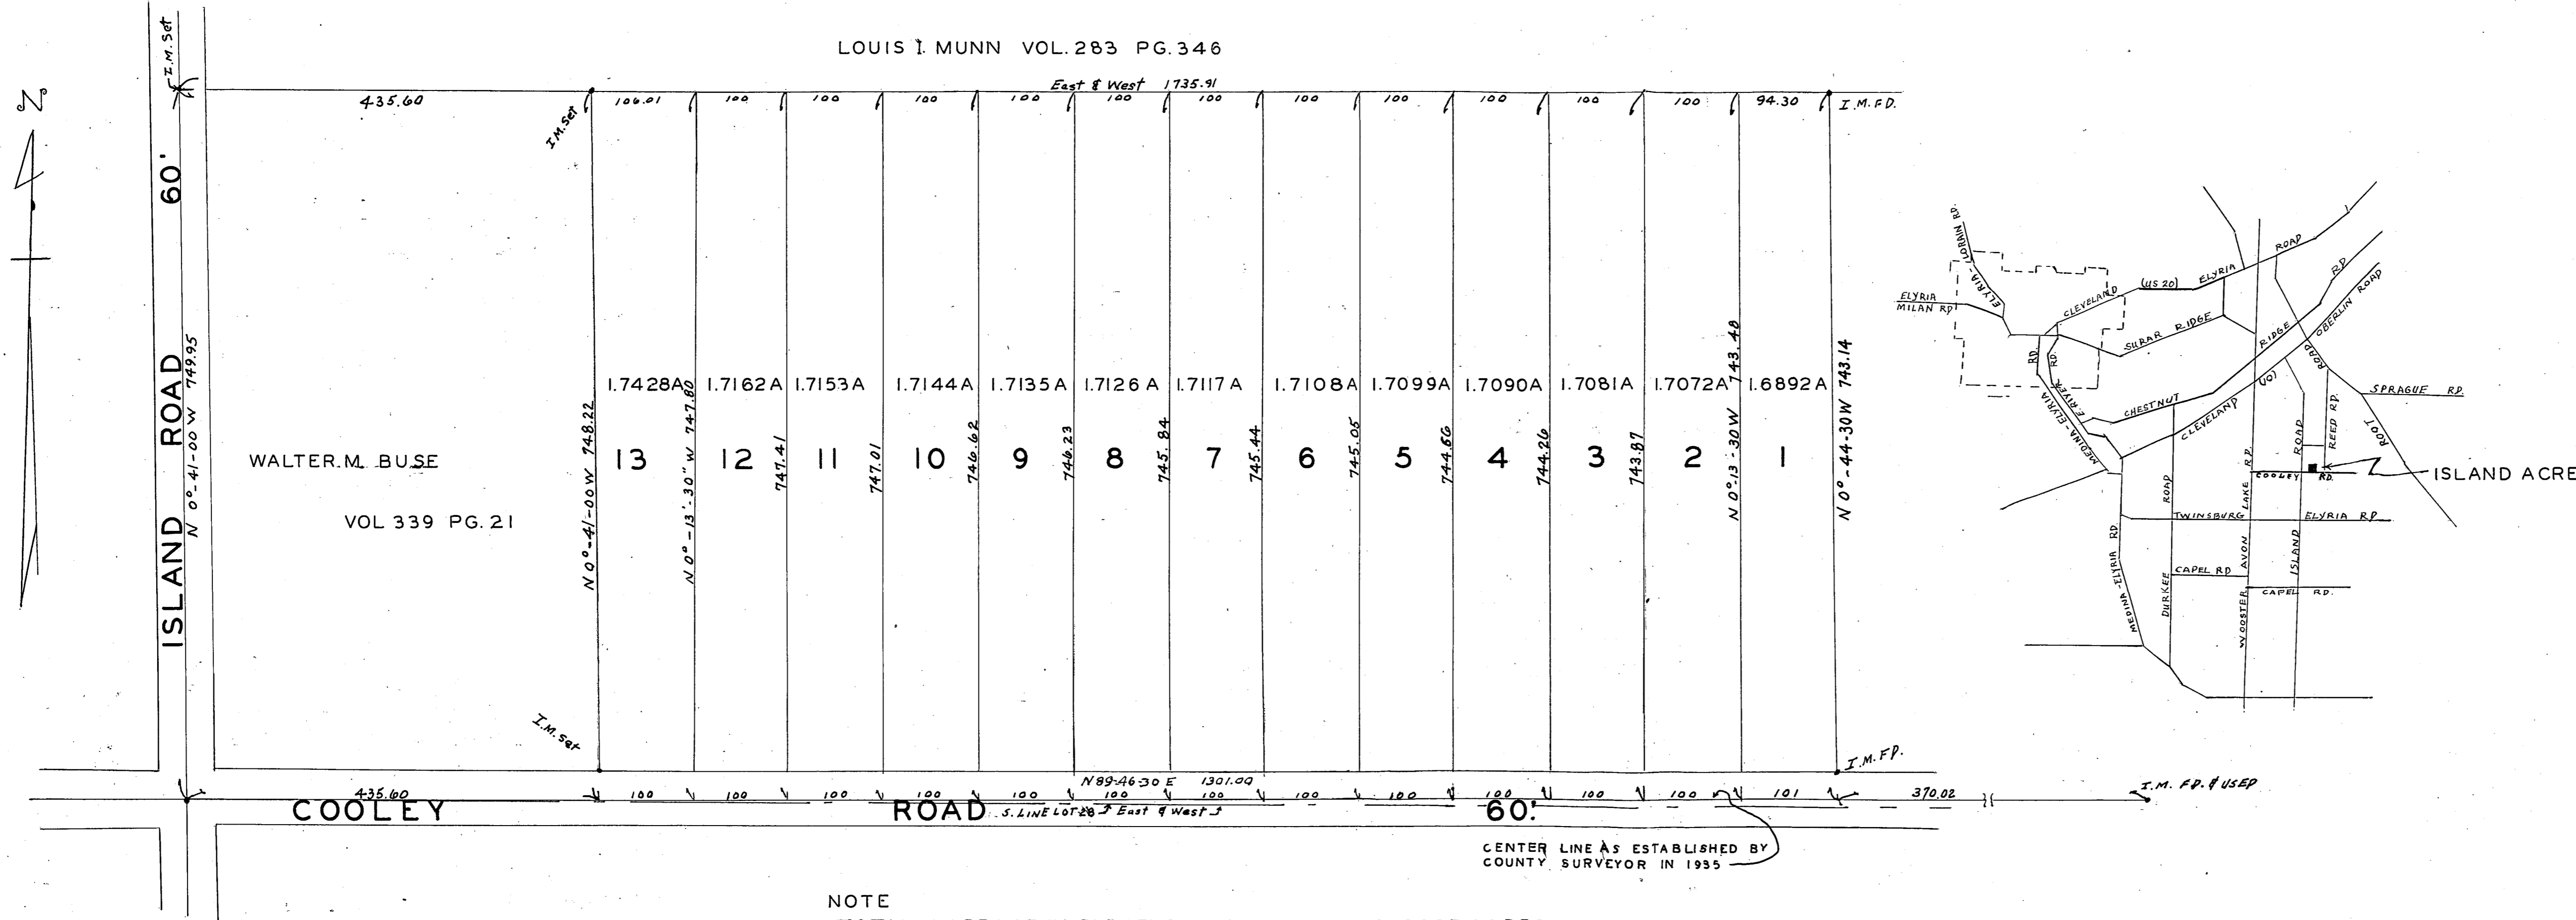 LOUIS I. MUNN VOL. 283 PG. 346
I.M. Set
N
East & West 1735.91
435.60
106.01 100 100 100 100 100 100 100 100 100 100 100 94.30
I.M. FD.
I.M. Set
ISLAND ROAD 60'
N 0°-41-00 W 749.95
WALTER. M. BUSE
VOL 339 PG. 21
N 0°-41-00 W 748.22
1.7428A
13
N 0°-13'-30" W 747.80
1.7162A
12
747.41
1.7153A
11
747.01
1.7144A
10
746.62
1.7135A
9
746.23
1.7126A
8
745.84
1.7117A
7
745.44
1.7108A
6
745.05
1.7099A
5
744.66
1.7090A
4
744.26
1.7081A
3
743.87
1.7072A
2
N 0°-13-30W 743.48
1.6892A
1
N 0°-44-30W 743.14
I.M. Set
I.M. FD.
N 89-46-30 E 1301.00
435.60
100 100 100 100 100 100 100 100 100 100 100 100 101
370.02
I.M. FD. & USED
COOLEY ROAD 60'
S. LINE LOT 28 East & West
CENTER LINE AS ESTABLISHED BY
COUNTY SURVEYOR IN 1935
NOTE
ELYRIA-LORAIN RD.
ELYRIA
ELYRIA
MILAN RD
CLEVELAND (US 20) ELYRIA ROAD
SURAR RIDGE
CHESTNUT RIDGE RD
CLEVELAND (10) OBERLIN ROAD
RD.
RD.
E. RIVER
MEDINA-ELYRIA
ROAD
SPRAGUE RD.
ROOT
REED RD.
ROAD
COOLEY RD.
ISLAND ACRE
TWINSBURG ELYRIA RD
MEDINA-ELYRIA RD
DURKEE ROAD
CAPEL RD
CAPEL RD.
WOOSTER AVON LAKE RD.
ISLAND